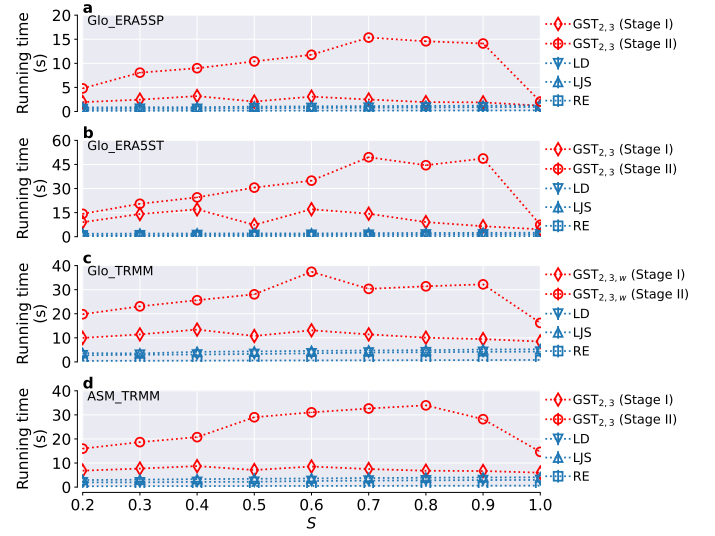 a
Glo_ERA5SP
20
15
10
5
0
Running time
(s)
GST2,3 (Stage I)
GST2,3 (Stage II)
LD
LJS
RE
b
Glo_ERA5ST
60
45
30
15
0
Running time
(s)
GST2,3 (Stage I)
GST2,3 (Stage II)
LD
LJS
RE
c
Glo_TRMM
40
30
20
10
0
Running time
(s)
GST2,3,w (Stage I)
GST2,3,w (Stage II)
LD
LJS
RE
d
ASM_TRMM
40
30
20
10
0
Running time
(s)
GST2,3 (Stage I)
GST2,3 (Stage II)
LD
LJS
RE
0.2 0.3 0.4 0.5 0.6 0.7 0.8 0.9 1.0
S